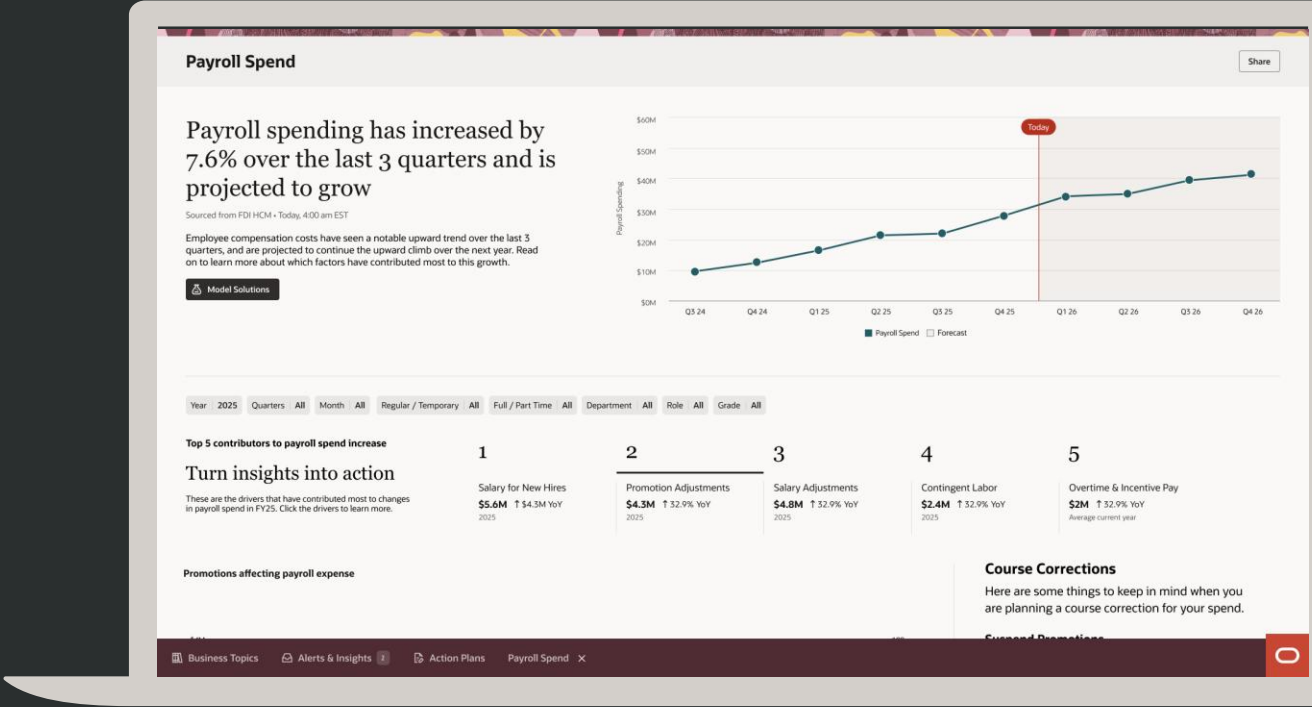 Payroll Spend
Share
Payroll spending has increased by
7.6% over the last 3 quarters and is
projected to grow
Sourced from FDI HCM • Today, 4:00 am EST
Employee compensation costs have seen a notable upward trend over the last 3
quarters, and are projected to continue the upward climb over the next year. Read
on to learn more about which factors have contributed most to this growth.
Model Solutions
Payroll Spending
$60M
$50M
$40M
$30M
$20M
$10M
$0M
Today
Q3 24 Q4 24 Q1 25 Q2 25 Q3 25 Q4 25 Q1 26 Q2 26 Q3 26 Q4 26
Payroll Spend Forecast
Year 2025 Quarters All Month All Regular / Temporary All Full / Part Time All Department All Role All Grade All
Top 5 contributors to payroll spend increase
Turn insights into action
These are the drivers that have contributed most to changes
in payroll spend in FY25. Click the drivers to learn more.
1
Salary for New Hires
$5.6M ↑ $4.3M YoY
2025
2
Promotion Adjustments
$4.3M ↑ 32.9% YoY
2025
3
Salary Adjustments
$4.8M ↑ 32.9% YoY
2025
4
Contingent Labor
$2.4M ↑ 32.9% YoY
2025
5
Overtime & Incentive Pay
$2M ↑ 32.9% YoY
Average current year
Promotions affecting payroll expense
Course Corrections
Here are some things to keep in mind when you
are planning a course correction for your spend.
Suspend Promotions
Business Topics Alerts & Insights Action Plans Payroll Spend ✕